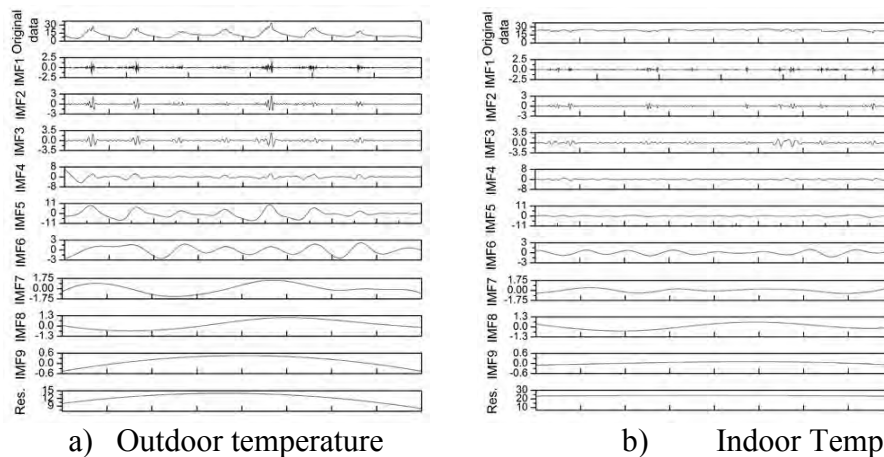 Original data 30 15 0
IMF1 2.5 0.0 -2.5
IMF2 3 0 -3
IMF3 3.5 0.0 -3.5
IMF4 8 0 -8
IMF5 11 0 -11
IMF6 3 0 -3
IMF7 1.75 0.00 -1.75
IMF8 1.3 0.0 -1.3
IMF9 0.6 0.0 -0.6
Res. 15 12 9
a) Outdoor temperature
Original data 30 15 0
IMF1 2.5 0.0 -2.5
IMF2 3 0 -3
IMF3 3.5 0.0 -3.5
IMF4 8 0 -8
IMF5 11 0 -11
IMF6 3 0 -3
IMF7 1.75 0.00 -1.75
IMF8 1.3 0.0 -1.3
IMF9 0.6 0.0 -0.6
Res. 30 20 10
b) Indoor Temp